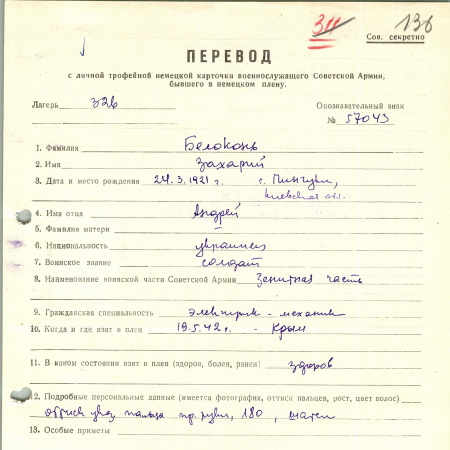 311 136
Сов. секретно
ПЕРЕВОД
с личной трофейной немецкой карточки военнослужащего Советской Армии,
бывшего в немецком плену.
Лагерь 326 Опознавательный знак
№ 57043
1. Фамилия Белоконь
2. Имя Захарий
3. Дата и место рождения 24.3.1921 г. с. Пинчуки,
Киевская обл.
4. Имя отца Андрей
5. Фамилия матери —
6. Национальность украинец
7. Воинское звание солдат
8. Наименование воинской части Советской Армии Зенитная часть
9. Гражданская специальность электрик - механик
10. Когда и где взят в плен 19.5.42 г. - Крым
11. В каком состоянии взят в плен (здоров, болен, ранен) здоров
12. Подробные персональные данные (имеется фотография, оттиск пальцев, рост, цвет волос)
оттиск указ. пальца пр. руки, 180,
13. Особые приметы